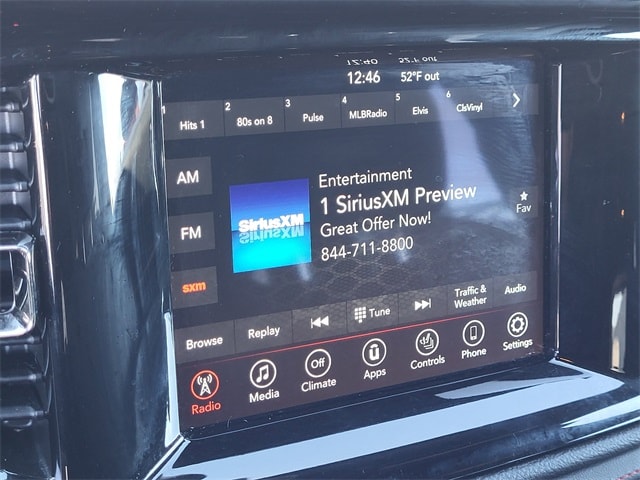 12:46 52°F out
1 Hits 1
2 80s on 8
3 Pulse
4 MLBRadio
5 Elvis
6 ClsVinyl
AM
FM
sxm
SiriusXM
Entertainment
1 SiriusXM Preview
Great Offer Now!
844-711-8800
Fav
Browse
Replay
Tune
Traffic &
Weather
Audio
Radio
Media
Off
Climate
Apps
Controls
Phone
Settings